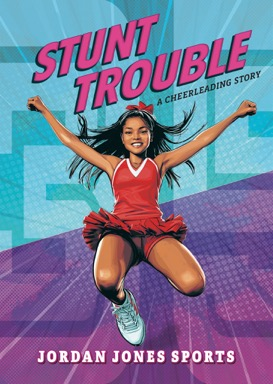 STUNT
TROUBLE
A CHEERLEADING STORY
JORDAN JONES SPORTS